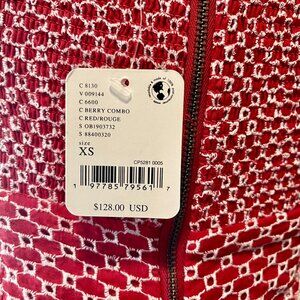 C 8130
V 009144
C 6600
C BERRY COMBO
C RED/ROUGE
S OB1903732
S 88400320
size
XS
CP5281 0005
1 97785 79561 7
$128.00 USD